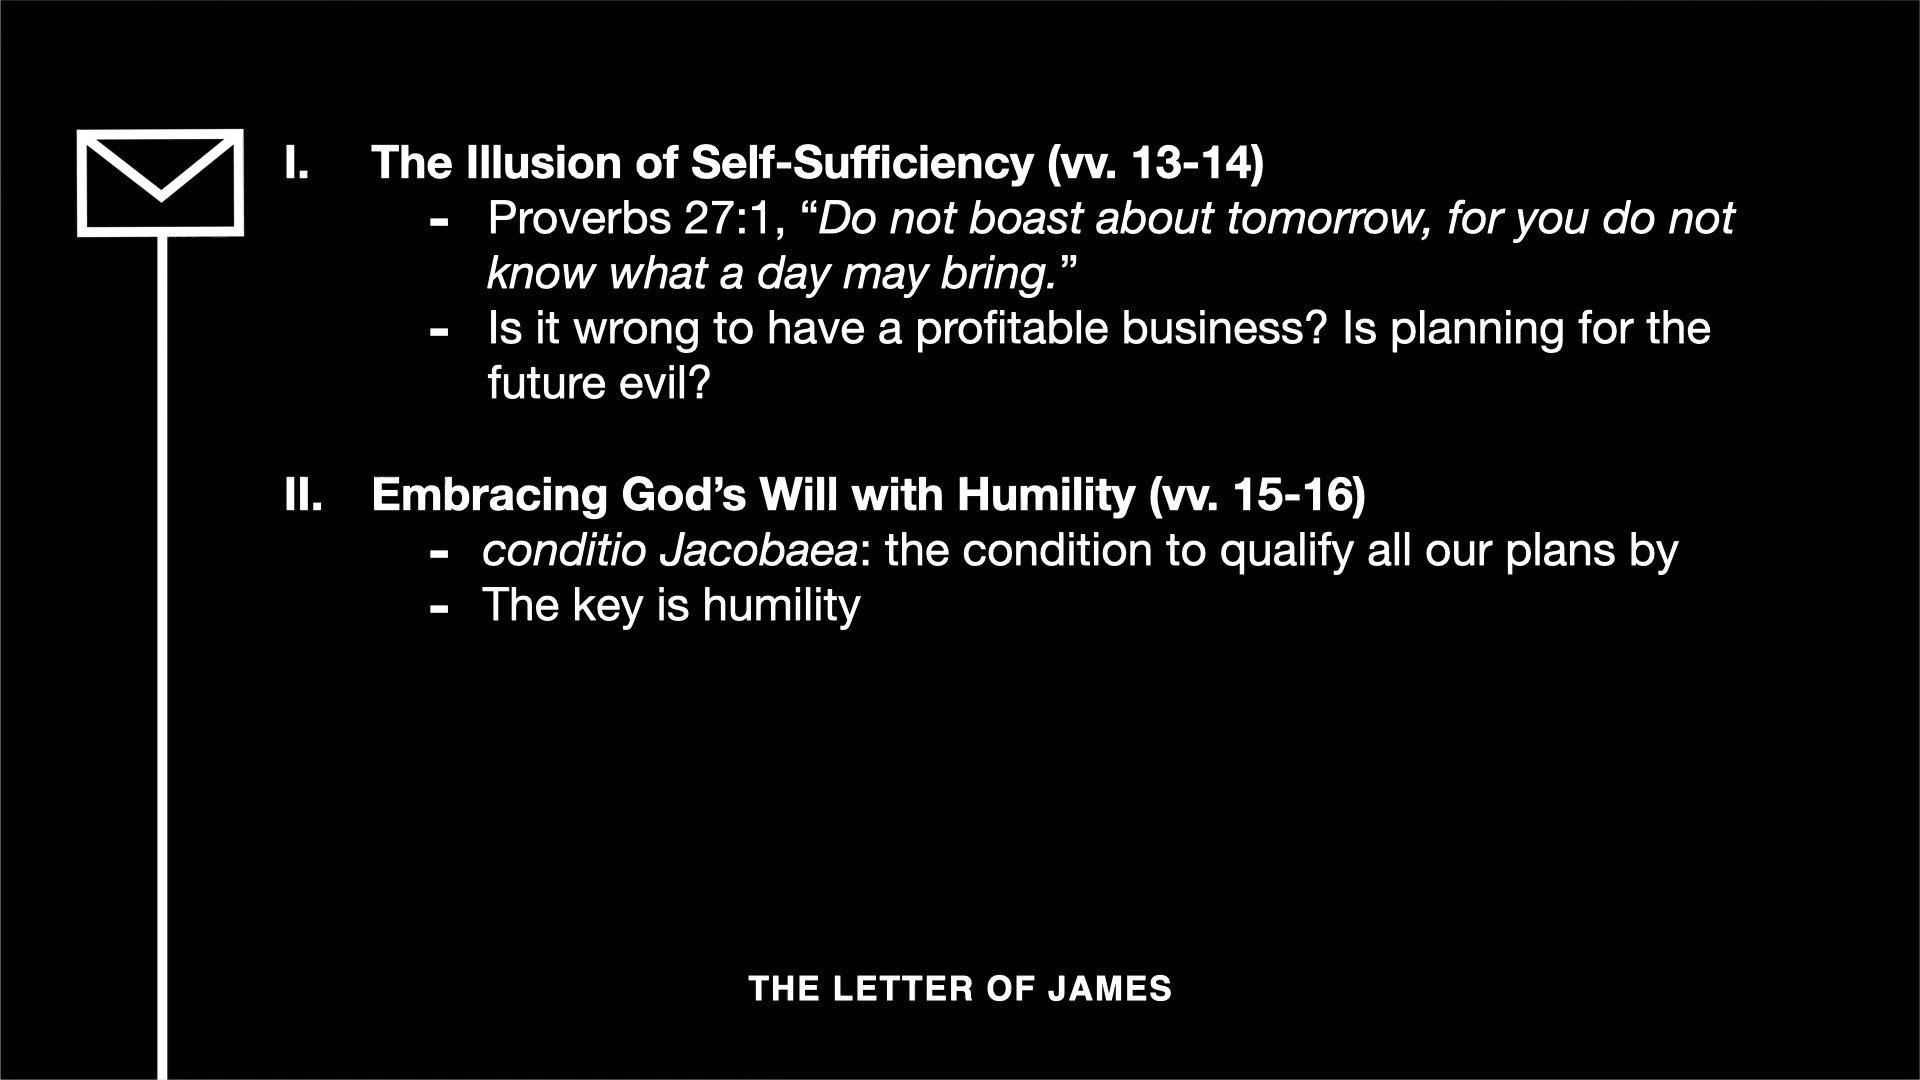 I. The Illusion of Self-Sufficiency (vv. 13-14)
- Proverbs 27:1, “Do not boast about tomorrow, for you do not
know what a day may bring.”
- Is it wrong to have a profitable business? Is planning for the
future evil?
II. Embracing God’s Will with Humility (vv. 15-16)
- conditio Jacobaea: the condition to qualify all our plans by
- The key is humility
THE LETTER OF JAMES